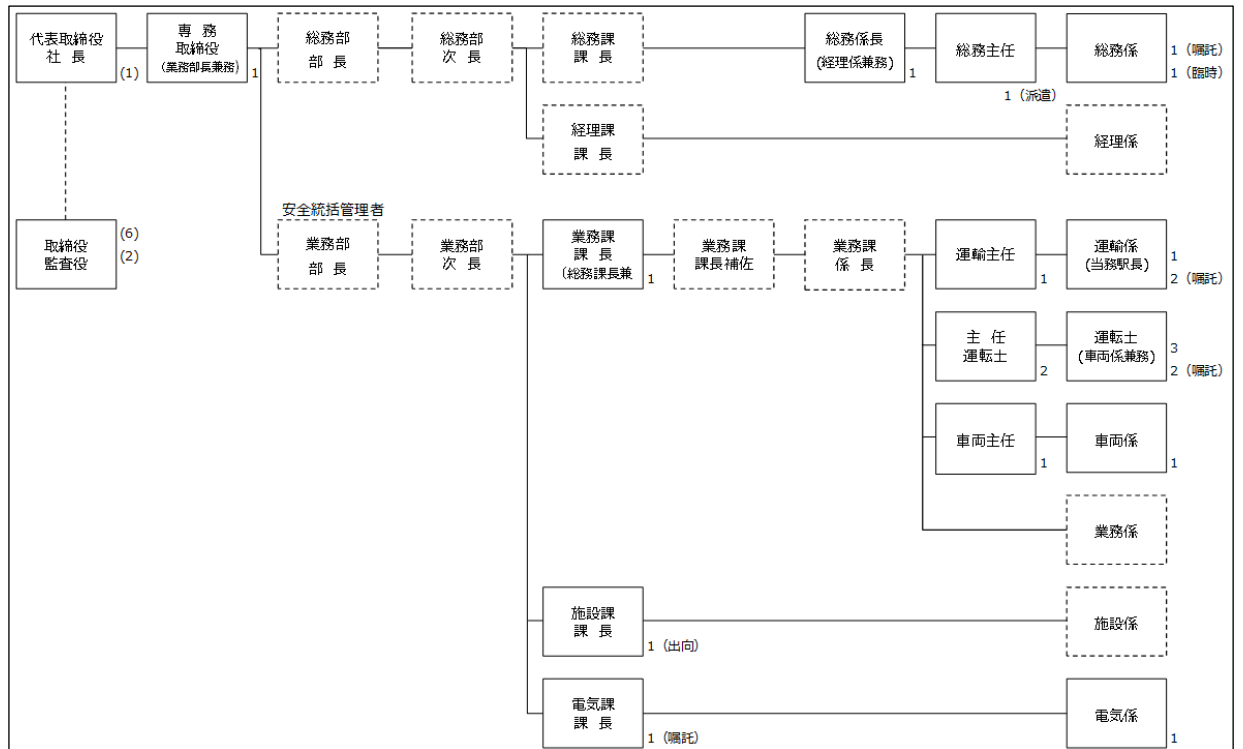 代表取締役
社 長
(1)
専 務
取締役
(業務部長兼務)
1
総務部
部 長
総務部
次 長
総務課
課 長
総務係長
(経理係兼務)
1
総務主任
1（派遣）
総務係
1（嘱託）
1（臨時）
経理課
課 長
経理係
取締役
監査役
(6)
(2)
安全統括管理者
業務部
部 長
業務部
次 長
業務課
課 長
（総務課長兼
1
業務課
課長補佐
業務課
係 長
運輸主任
1
運輸係
(当務駅長)
1
2（嘱託）
主 任
運転士
2
運転士
(車両係兼務)
3
2（嘱託）
車両主任
1
車両係
1
業務係
施設課
課 長
1（出向）
施設係
電気課
課 長
1（嘱託）
電気係
1